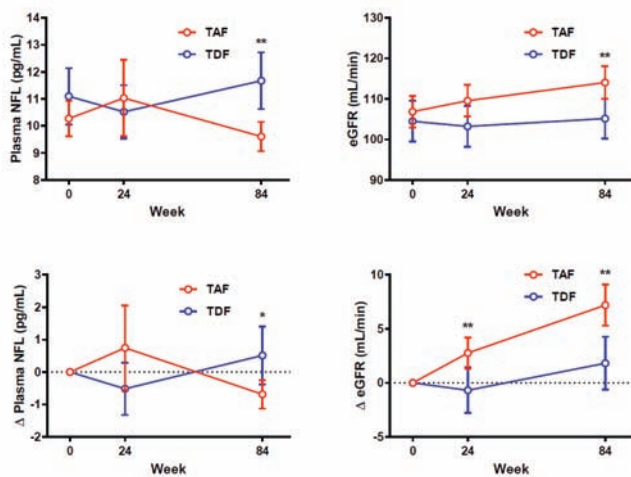 Plasma NFL (pg/mL)
14
13
12
11
10
9
8
TAF
TDF
**
0
24
84
Week
eGFR (mL/min)
130
120
110
100
90
TAF
TDF
**
0
24
84
Week
Δ Plasma NFL (pg/mL)
3
2
1
0
-1
-2
TAF
TDF
*
0
24
84
Week
Δ eGFR (mL/min)
10
5
0
-5
TAF
TDF
**
**
0
24
84
Week